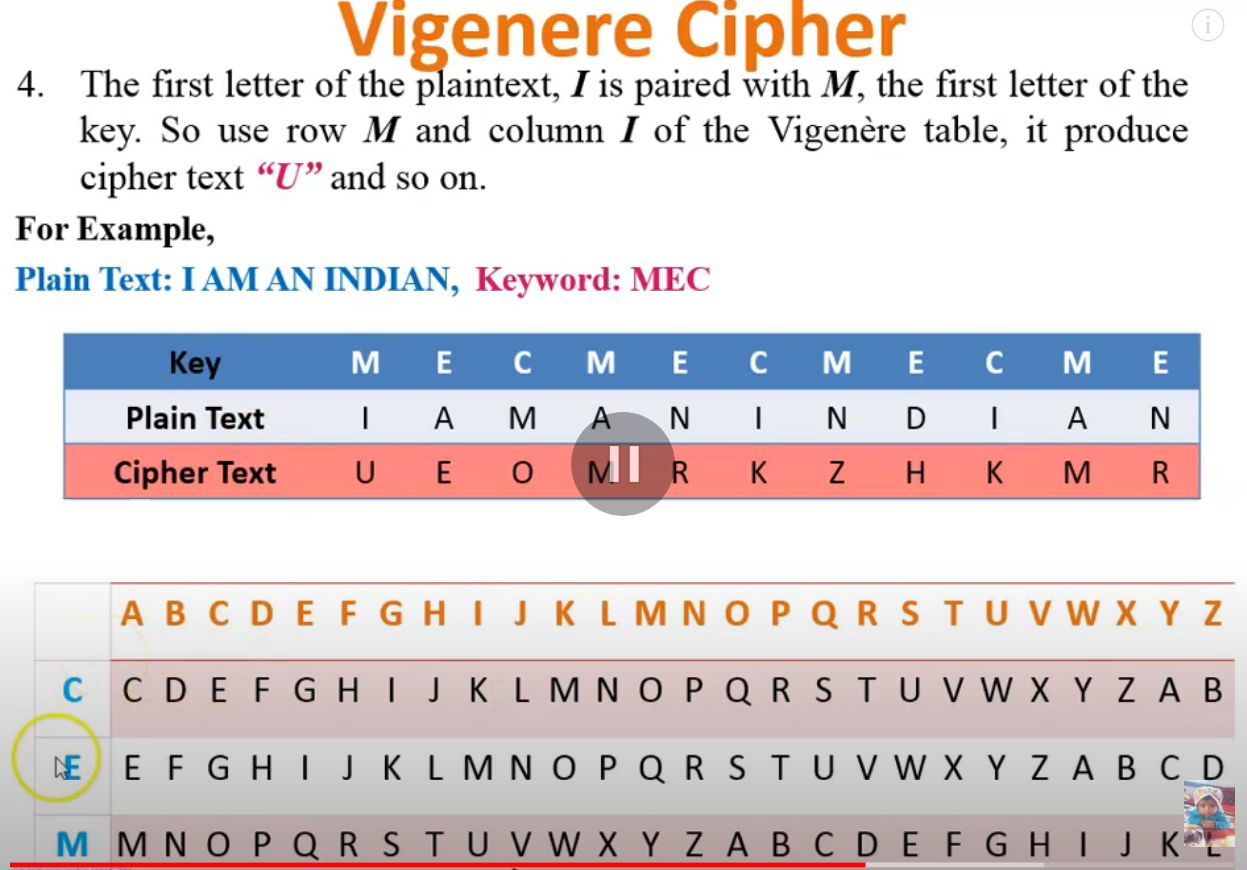 Vigenere Cipher
4. The first letter of the plaintext, I is paired with M, the first letter of the
key. So use row M and column I of the Vigenère table, it produce
cipher text “U” and so on.
For Example,
Plain Text: I AM AN INDIAN, Keyword: MEC
Key M E C M E C M E C M E
Plain Text I A M A N I N D I A N
Cipher Text U E O M R K Z H K M R
A B C D E F G H I J K L M N O P Q R S T U V W X Y Z
C C D E F G H I J K L M N O P Q R S T U V W X Y Z A B
E E F G H I J K L M N O P Q R S T U V W X Y Z A B C D
M M N O P Q R S T U V W X Y Z A B C D E F G H I J K L